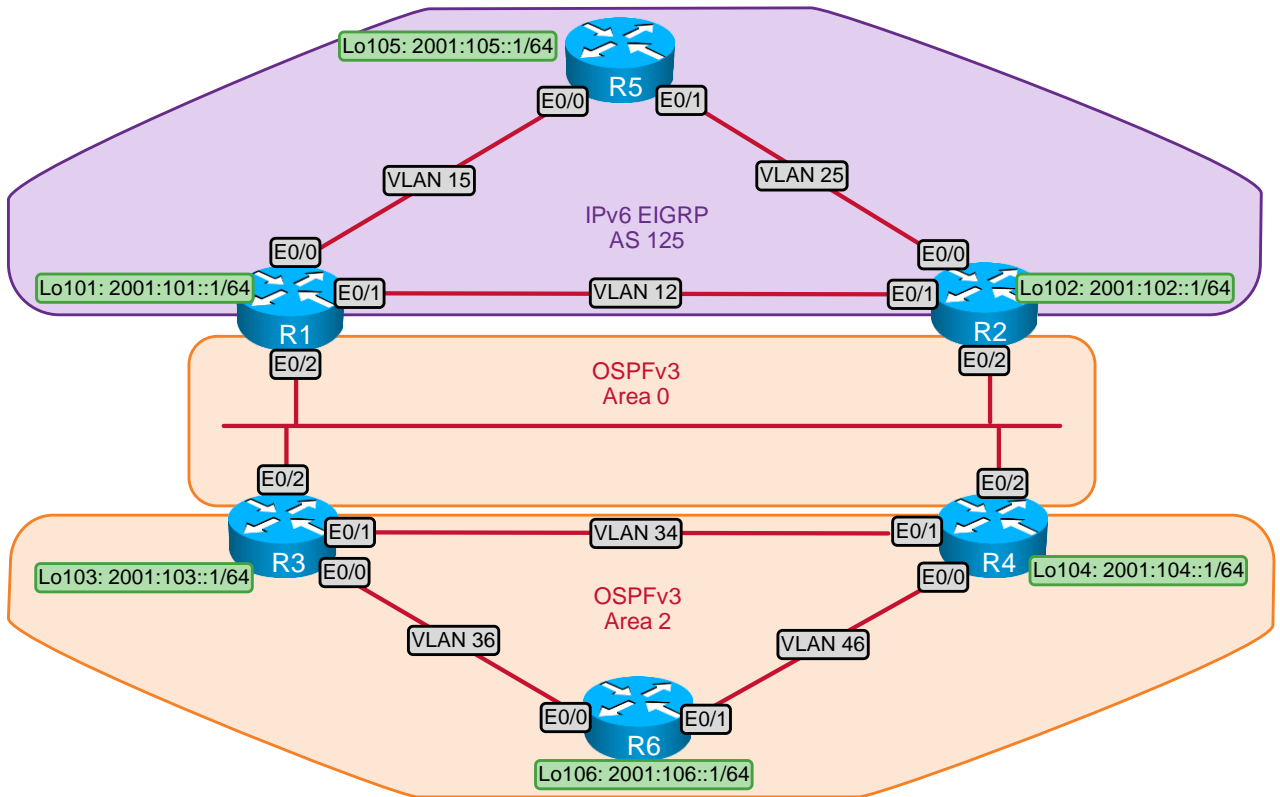 Lo105: 2001:105::1/64
R5
E0/0
E0/1
VLAN 15
VLAN 25
IPv6 EIGRP
AS 125
E0/0
E0/0
Lo101: 2001:101::1/64
E0/1
VLAN 12
E0/1
Lo102: 2001:102::1/64
R1
R2
E0/2
E0/2
OSPFv3
Area 0
E0/2
E0/2
E0/1
VLAN 34
E0/1
R3
R4
Lo103: 2001:103::1/64
E0/0
E0/0
Lo104: 2001:104::1/64
OSPFv3
Area 2
VLAN 36
VLAN 46
E0/0
E0/1
R6
Lo106: 2001:106::1/64